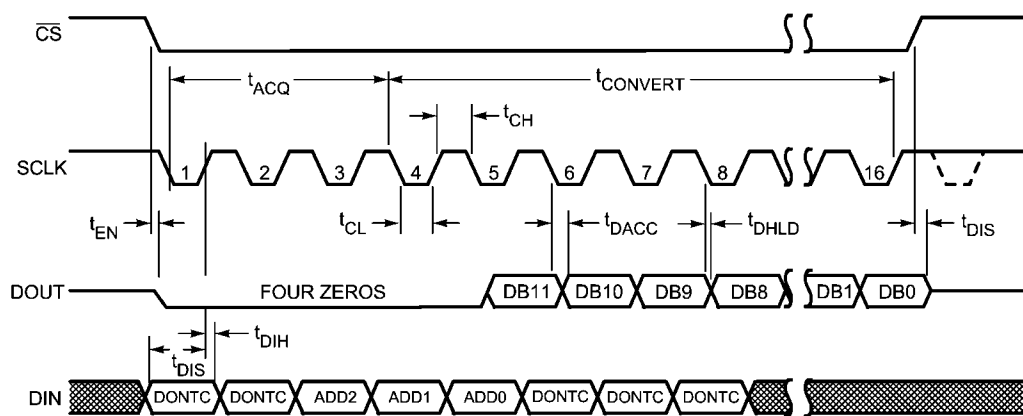 CS
tACQ
tCONVERT
tCH
SCLK
1 2 3 4 5 6 7 8 16
tEN
tCL
tDACC
tDHLD
tDIS
DOUT
FOUR ZEROS
DB11 DB10 DB9 DB8 DB1 DB0
tDIH
tDIS
DIN
DONTC DONTC ADD2 ADD1 ADD0 DONTC DONTC DONTC